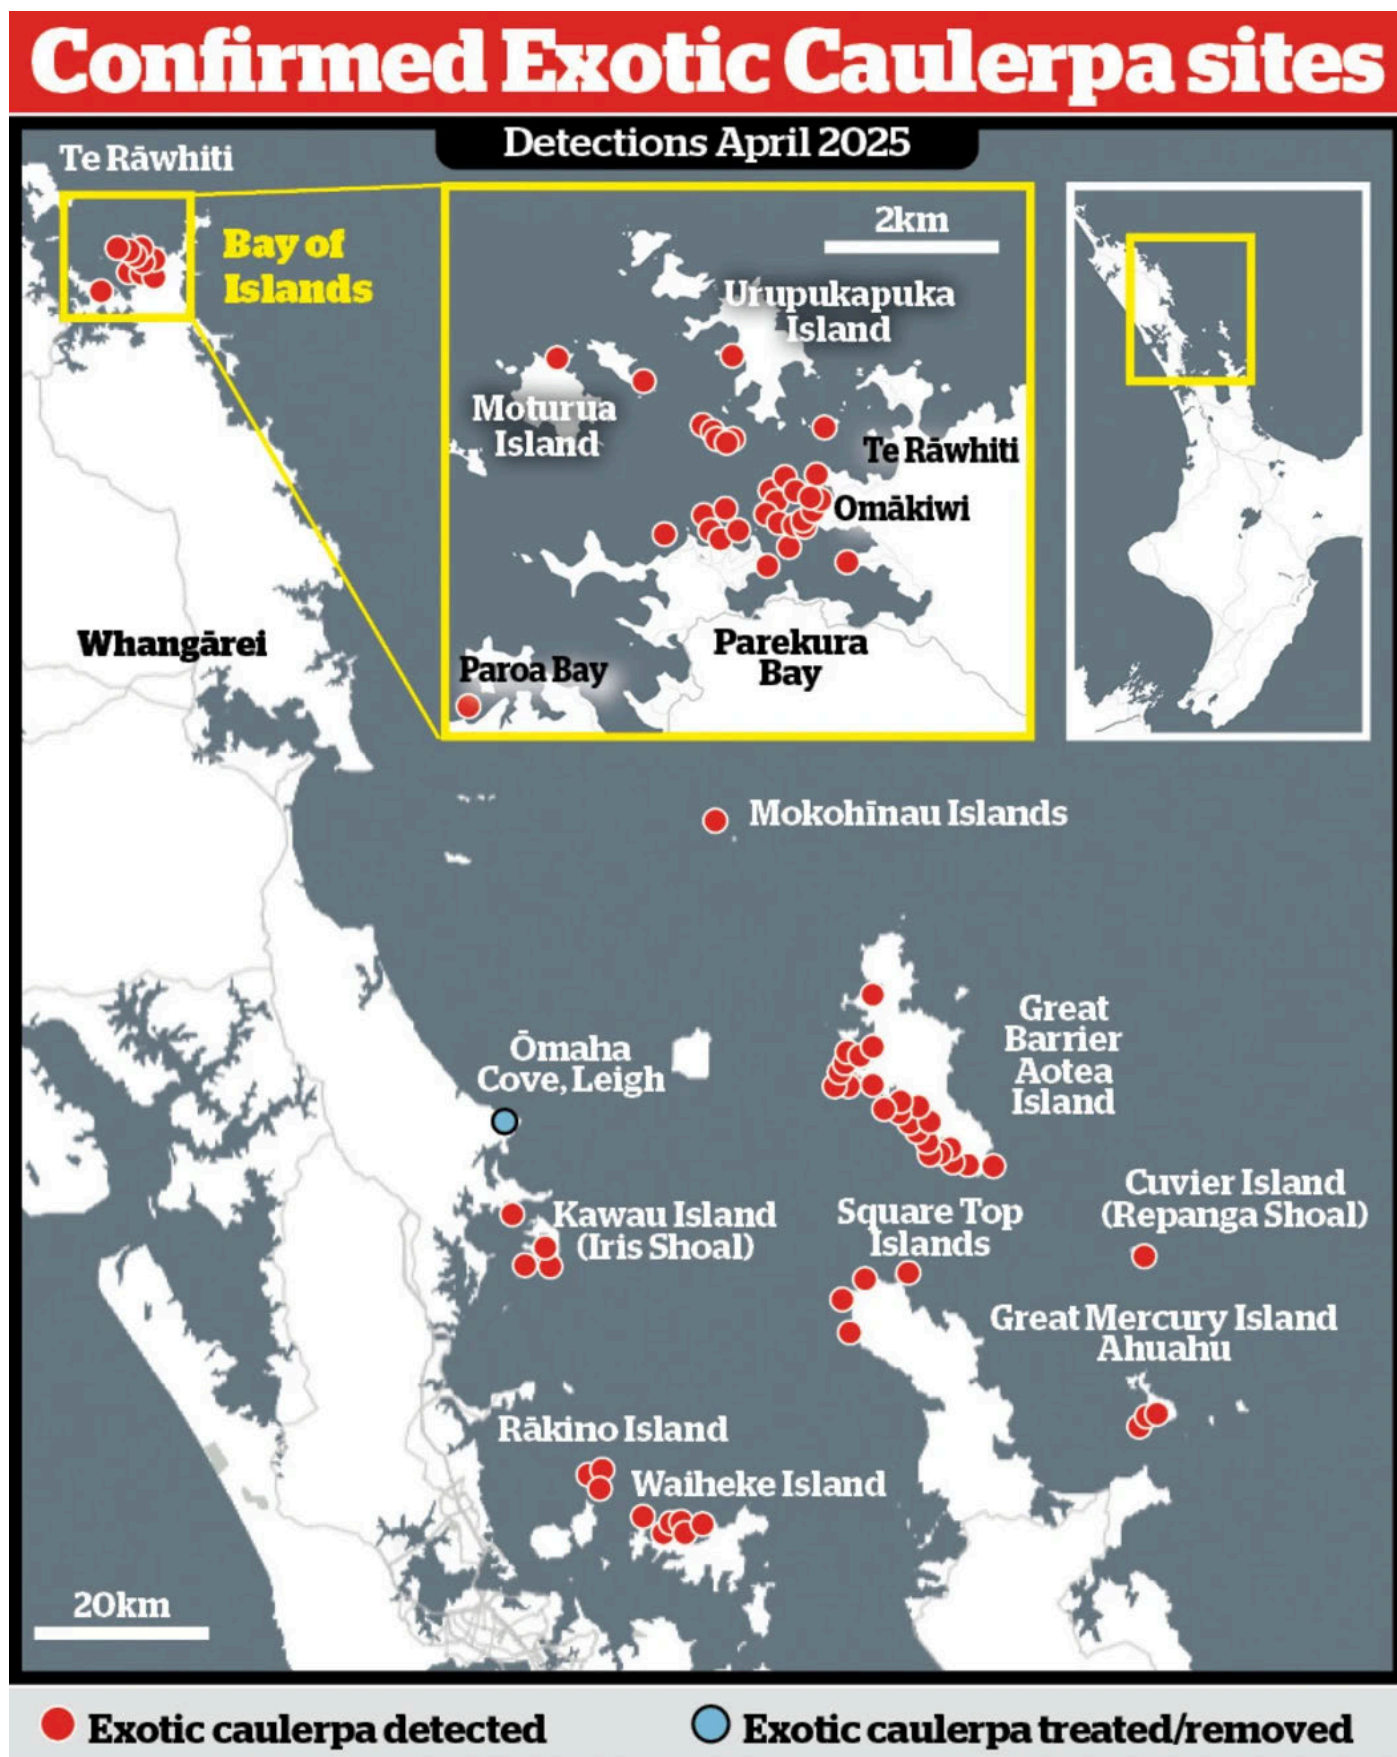 Confirmed Exotic Caulerpa sites
Detections April 2025
Te Rāwhiti
Bay of
Islands
2km
Urupukapuka
Island
Moturua
Island
Te Rāwhiti
Omākiwi
Parekura
Bay
Paroa Bay
Whangārei
Mokohīnau Islands
Great
Barrier
Aotea
Island
Ōmaha
Cove, Leigh
Kawau Island
(Iris Shoal)
Square Top
Islands
Cuvier Island
(Repanga Shoal)
Great Mercury Island
Ahuahu
Rākino Island
Waiheke Island
20km
Exotic caulerpa detected
Exotic caulerpa treated/removed